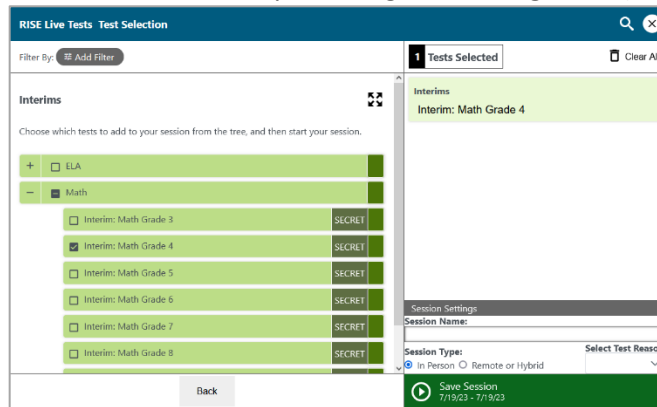 RISE Live Tests Test Selection
Filter By: Add Filter
1 Tests Selected
Clear Al
Interims
Choose which tests to add to your session from the tree, and then start your session.
+ ELA
− Math
Interim: Math Grade 3 SECRET
Interim: Math Grade 4 SECRET
Interim: Math Grade 5 SECRET
Interim: Math Grade 6 SECRET
Interim: Math Grade 7 SECRET
Interim: Math Grade 8 SECRET
Back
Interims
Interim: Math Grade 4
Session Settings
Session Name:
Session Type:
In Person Remote or Hybrid
Select Test Reaso
Save Session
7/19/23 - 7/19/23